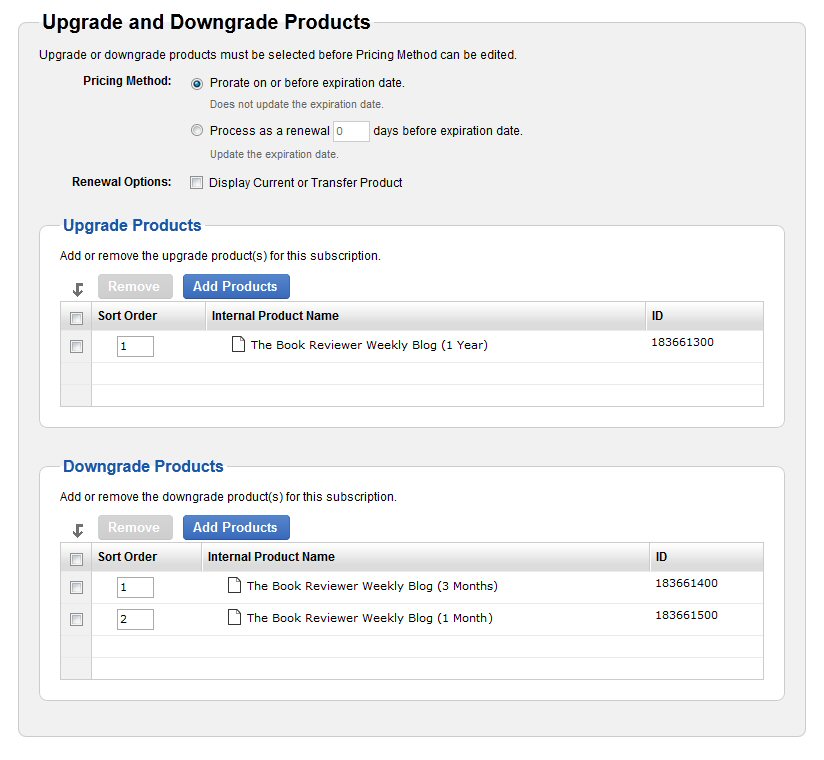 Upgrade and Downgrade Products
Upgrade or downgrade products must be selected before Pricing Method can be edited.
Pricing Method: Prorate on or before expiration date.
Does not update the expiration date.
Process as a renewal 0 days before expiration date.
Update the expiration date.
Renewal Options: Display Current or Transfer Product
Upgrade Products
Add or remove the upgrade product(s) for this subscription.
Remove Add Products
Sort Order Internal Product Name ID
1 The Book Reviewer Weekly Blog (1 Year) 183661300
Downgrade Products
Add or remove the downgrade product(s) for this subscription.
Remove Add Products
Sort Order Internal Product Name ID
1 The Book Reviewer Weekly Blog (3 Months) 183661400
2 The Book Reviewer Weekly Blog (1 Month) 183661500